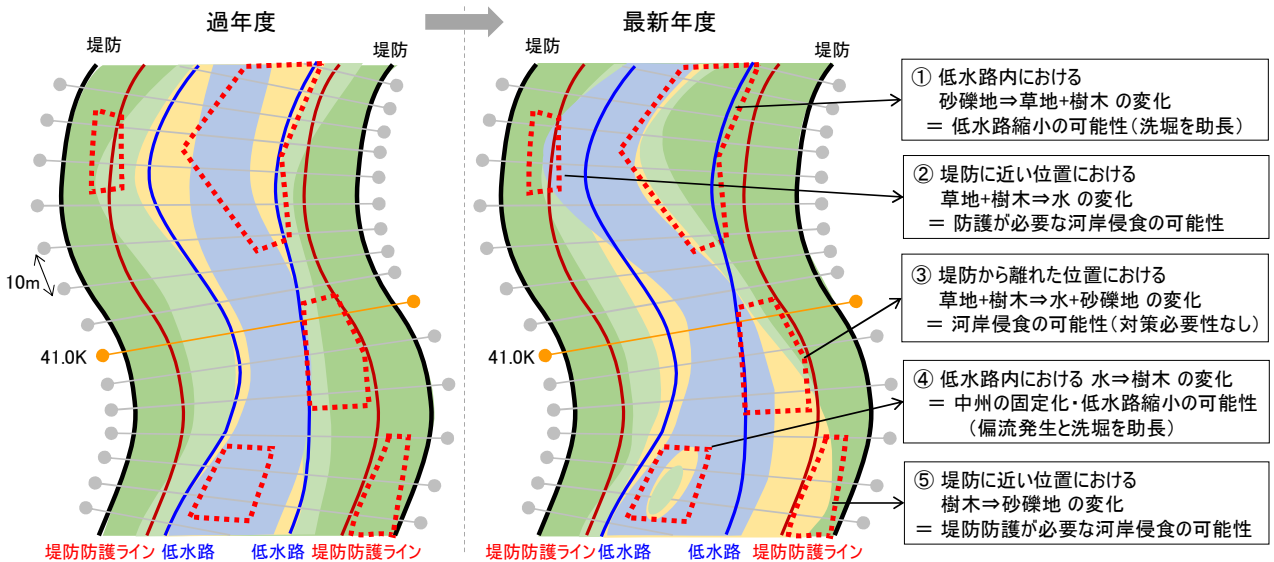 過年度
最新年度
堤防
堤防
堤防
堤防
10m
41.0K
41.0K
堤防防護ライン
低水路
低水路
堤防防護ライン
堤防防護ライン
低水路
低水路
堤防防護ライン
① 低水路内における
砂礫地⇒草地+樹木 の変化
= 低水路縮小の可能性(洗堀を助長)
② 堤防に近い位置における
草地+樹木⇒水 の変化
= 防護が必要な河岸侵食の可能性
③ 堤防から離れた位置における
草地+樹木⇒水+砂礫地 の変化
= 河岸侵食の可能性(対策必要性なし)
④ 低水路内における 水⇒樹木 の変化
= 中州の固定化・低水路縮小の可能性
(偏流発生と洗堀を助長)
⑤ 堤防に近い位置における
樹木⇒砂礫地 の変化
= 堤防防護が必要な河岸侵食の可能性